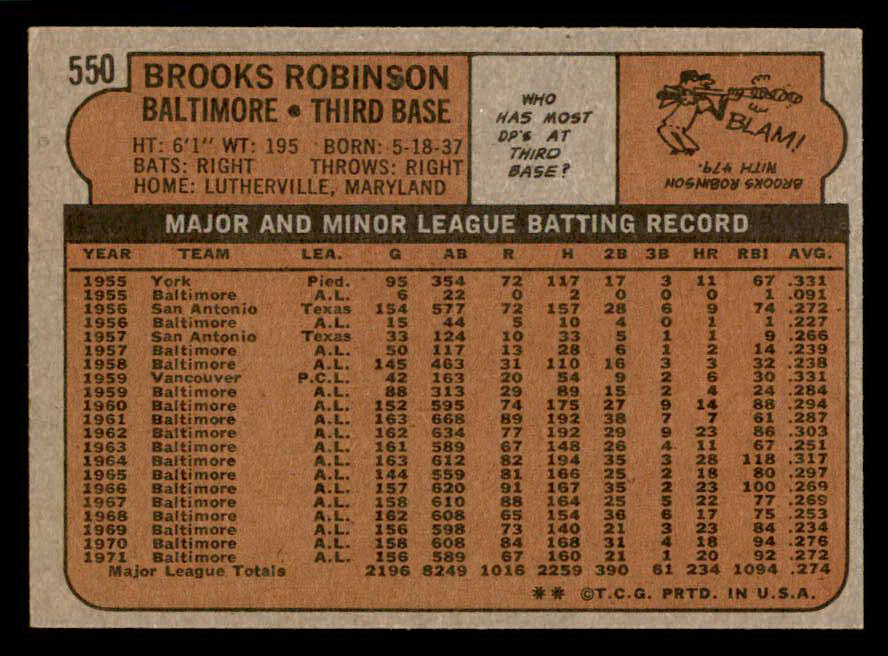 550
BROOKS ROBINSON
BALTIMORE • THIRD BASE
HT: 6'1" WT: 195 BORN: 5-18-37
BATS: RIGHT THROWS: RIGHT
HOME: LUTHERVILLE, MARYLAND
WHO
HAS MOST
DP'S AT
THIRD
BASE?
BLAM!
BROOKS ROBINSON
WITH 479.
MAJOR AND MINOR LEAGUE BATTING RECORD
YEAR TEAM LEA. G AB R H 2B 3B HR RBI AVG.
1955 York Pied. 95 354 72 117 17 3 11 67 .331
1955 Baltimore A.L. 6 22 0 2 0 0 0 1 .091
1956 San Antonio Texas 154 577 72 157 28 6 9 74 .272
1956 Baltimore A.L. 15 44 5 10 4 0 1 1 .227
1957 San Antonio Texas 33 124 10 33 5 1 1 9 .266
1957 Baltimore A.L. 50 117 13 28 6 1 2 14 .239
1958 Baltimore A.L. 145 463 31 110 16 3 3 32 .238
1959 Vancouver P.C.L. 42 163 20 54 9 2 6 30 .331
1959 Baltimore A.L. 88 313 29 89 15 2 4 24 .284
1960 Baltimore A.L. 152 595 74 175 27 9 14 88 .294
1961 Baltimore A.L. 163 668 89 192 38 7 7 61 .287
1962 Baltimore A.L. 162 634 77 192 29 9 23 86 .303
1963 Baltimore A.L. 161 589 67 148 26 4 11 67 .251
1964 Baltimore A.L. 163 612 82 194 35 3 28 118 .317
1965 Baltimore A.L. 144 559 81 166 25 2 18 80 .297
1966 Baltimore A.L. 157 620 91 167 35 2 23 100 .269
1967 Baltimore A.L. 158 610 88 164 25 5 22 77 .269
1968 Baltimore A.L. 162 608 65 154 36 6 17 75 .253
1969 Baltimore A.L. 156 598 73 140 21 3 23 84 .234
1970 Baltimore A.L. 158 608 84 168 31 4 18 94 .276
1971 Baltimore A.L. 156 589 67 160 21 1 20 92 .272
Major League Totals 2196 8249 1016 2259 390 61 234 1094 .274
** ©T.C.G. PRTD. IN U.S.A.